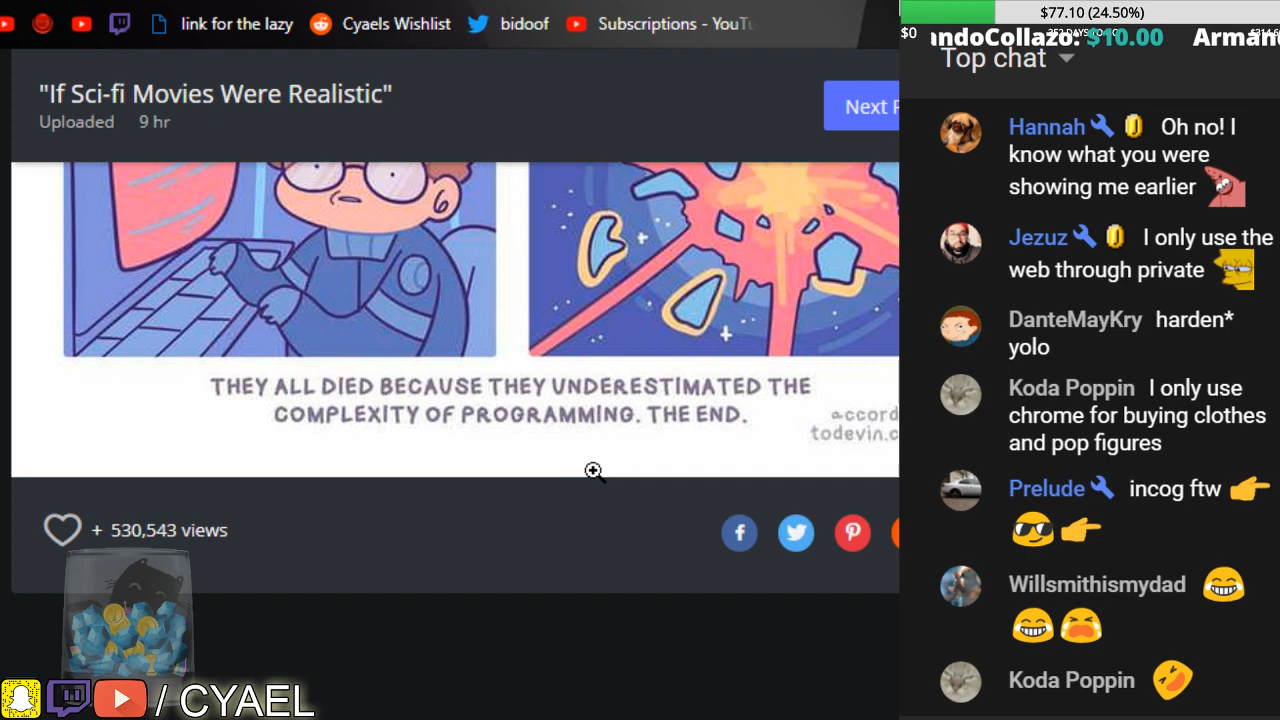 link for the lazy
Cyaels Wishlist
bidoof
Subscriptions - YouTu
"If Sci-fi Movies Were Realistic"
Uploaded 9 hr
Next
THEY ALL DIED BECAUSE THEY UNDERESTIMATED THE
COMPLEXITY OF PROGRAMMING. THE END.
accord
todevin.c
+ 530,543 views
/ CYAEL
$77.10 (24.50%)
$0
andoCollazo: $10.00 Arman
Top chat
Hannah Oh no! I
know what you were
showing me earlier
Jezuz I only use the
web through private
DanteMayKry harden*
yolo
Koda Poppin I only use
chrome for buying clothes
and pop figures
Prelude incog ftw
Willsmithismydad
Koda Poppin